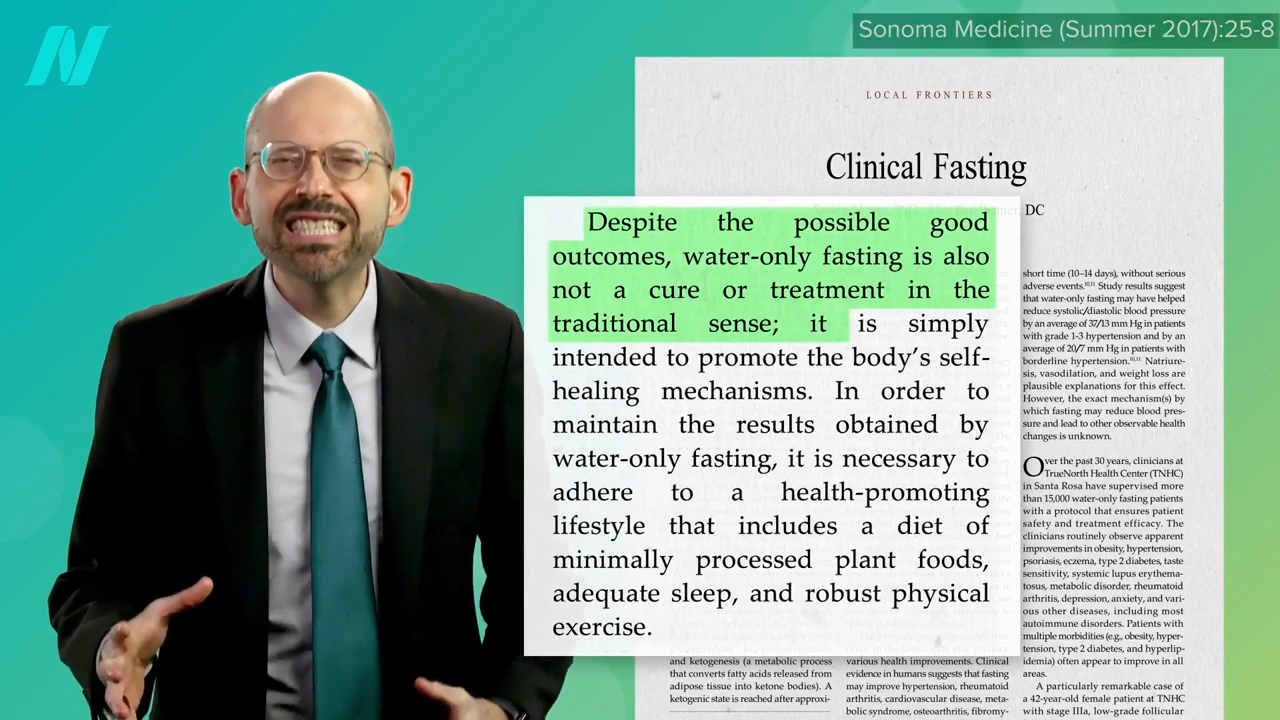 Sonoma Medicine (Summer 2017):25-8
LOCAL FRONTIERS
Clinical Fasting
DC
Despite the possible good
outcomes, water-only fasting is also
not a cure or treatment in the
traditional sense; it is simply
intended to promote the body's self-
healing mechanisms. In order to
maintain the results obtained by
water-only fasting, it is necessary to
adhere to a health-promoting
lifestyle that includes a diet of
minimally processed plant foods,
adequate sleep, and robust physical
exercise.
and ketogenesis (a metabolic process
that converts fatty acids released from
adipose tissue into ketone bodies). A
ketogenic state is reached after approxi-
various health improvements. Clinical
evidence in humans suggests that fasting
may improve hypertension, rheumatoid
arthritis, cardiovascular disease, meta-
bolic syndrome, osteoarthritis, fibromy-
short time (10–14 days), without serious
adverse events.10,11 Study results suggest
that water-only fasting may have helped
reduce systolic/diastolic blood pressure
by an average of 37/13 mm Hg in patients
with grade 1-3 hypertension and by an
average of 20/7 mm Hg in patients with
borderline hypertension.10,11 Natriure-
sis, vasodilation, and weight loss are
plausible explanations for this effect.
However, the exact mechanism(s) by
which fasting may reduce blood pres-
sure and lead to other observable health
changes is unknown.
Over the past 30 years, clinicians at
TrueNorth Health Center (TNHC)
in Santa Rosa have supervised more
than 15,000 water-only fasting patients
with a protocol that ensures patient
safety and treatment efficacy. The
clinicians routinely observe apparent
improvements in obesity, hypertension,
psoriasis, eczema, type 2 diabetes, taste
sensitivity, systemic lupus erythema-
tosus, metabolic disorder, rheumatoid
arthritis, depression, anxiety, and vari-
ous other diseases, including most
autoimmune disorders. Patients with
multiple morbidities (e.g., obesity, hyper-
tension, type 2 diabetes, and hyperlip-
idemia) often appear to improve in all
areas.
A particularly remarkable case of
a 42-year-old female patient at TNHC
with stage IIIa, low-grade follicular